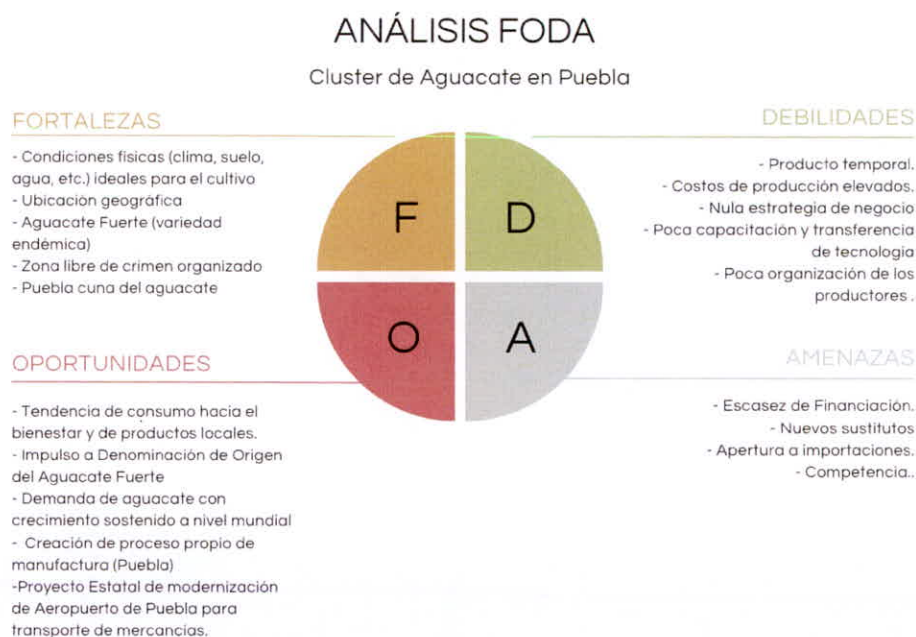 ANÁLISIS FODA
Cluster de Aguacate en Puebla
FORTALEZAS
- Condiciones físicas (clima, suelo,
agua, etc.) ideales para el cultivo
- Ubicación geográfica
- Aguacate Fuerte (variedad
endémica)
- Zona libre de crimen organizado
- Puebla cuna del aguacate
F
D
O
A
DEBILIDADES
- Producto temporal.
- Costos de producción elevados.
- Nula estrategia de negocio
- Poca capacitación y transferencia
de tecnología
- Poca organización de los
productores .
OPORTUNIDADES
- Tendencia de consumo hacia el
bienestar y de productos locales.
- Impulso a Denominación de Origen
del Aguacate Fuerte
- Demanda de aguacate con
crecimiento sostenido a nivel mundial
- Creación de proceso propio de
manufactura (Puebla)
-Proyecto Estatal de modernización
de Aeropuerto de Puebla para
transporte de mercancías.
AMENAZAS
- Escasez de Financiación.
- Nuevos sustitutos
- Apertura a importaciones.
- Competencia..